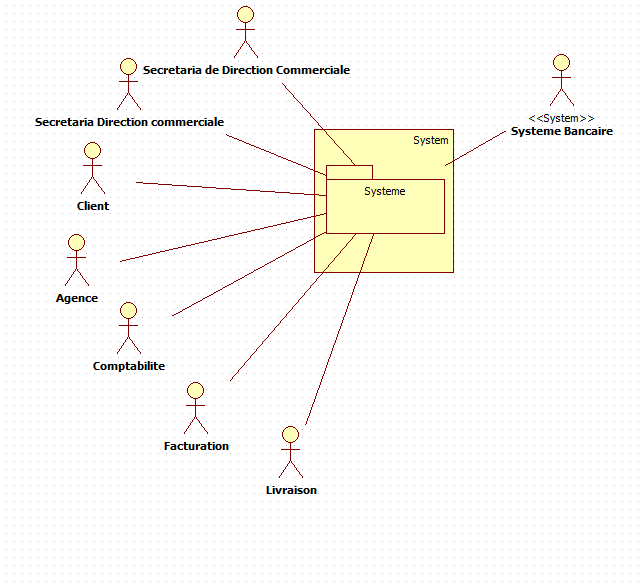 Secretaria de Direction Commerciale
Secretaria Direction commerciale
<<System>>
Systeme Bancaire
System
Systeme
Client
Agence
Comptabilite
Facturation
Livraison